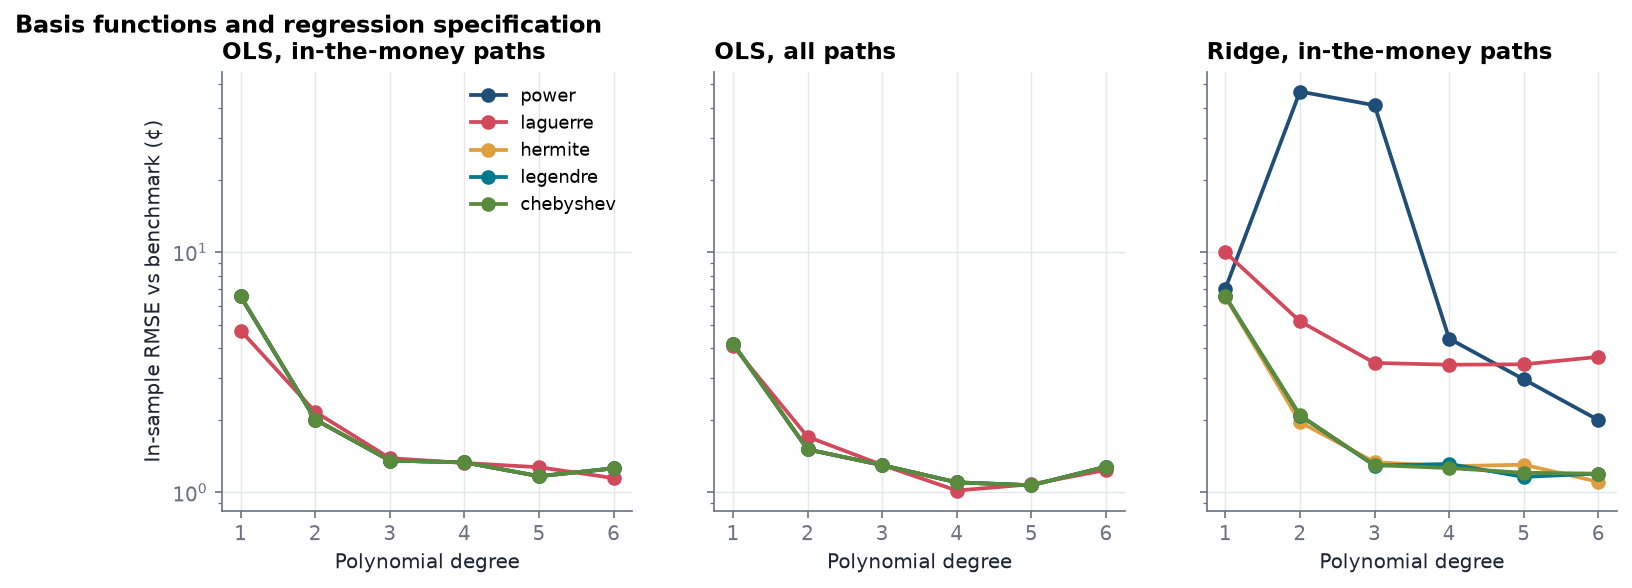 Basis functions and regression specification
OLS, in-the-money paths
OLS, all paths
Ridge, in-the-money paths
In-sample RMSE vs benchmark (¢)
10¹
10⁰
power
laguerre
hermite
legendre
chebyshev
1 2 3 4 5 6
Polynomial degree
1 2 3 4 5 6
Polynomial degree
1 2 3 4 5 6
Polynomial degree